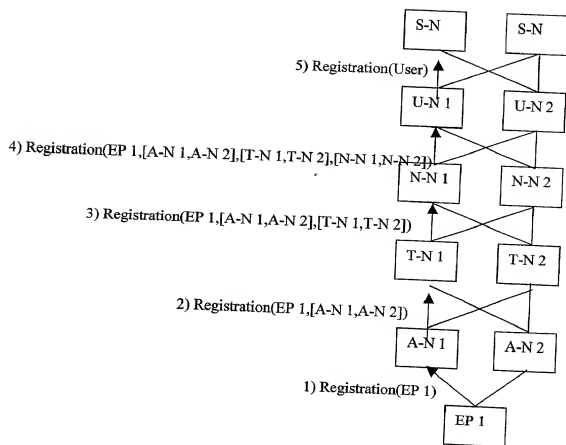 S-N S-N
5) Registration(User)
U-N 1 U-N 2
4) Registration(EP 1,[A-N 1,A-N 2],[T-N 1,T-N 2],[N-N 1,N-N 2])
N-N 1 N-N 2
3) Registration(EP 1,[A-N 1,A-N 2],[T-N 1,T-N 2])
T-N 1 T-N 2
2) Registration(EP 1,[A-N 1,A-N 2])
A-N 1 A-N 2
1) Registration(EP 1)
EP 1